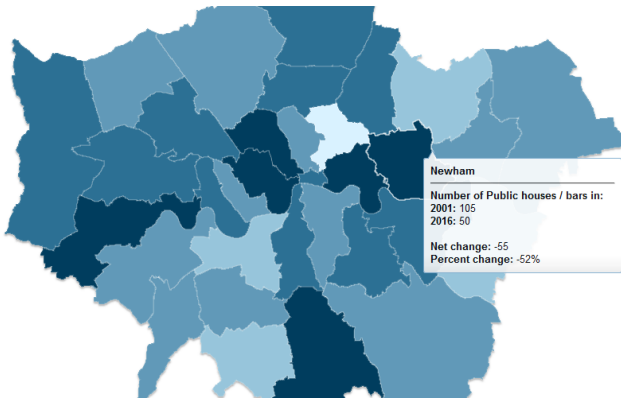 Newham
Number of Public houses / bars in:
2001: 105
2016: 50
Net change: -55
Percent change: -52%